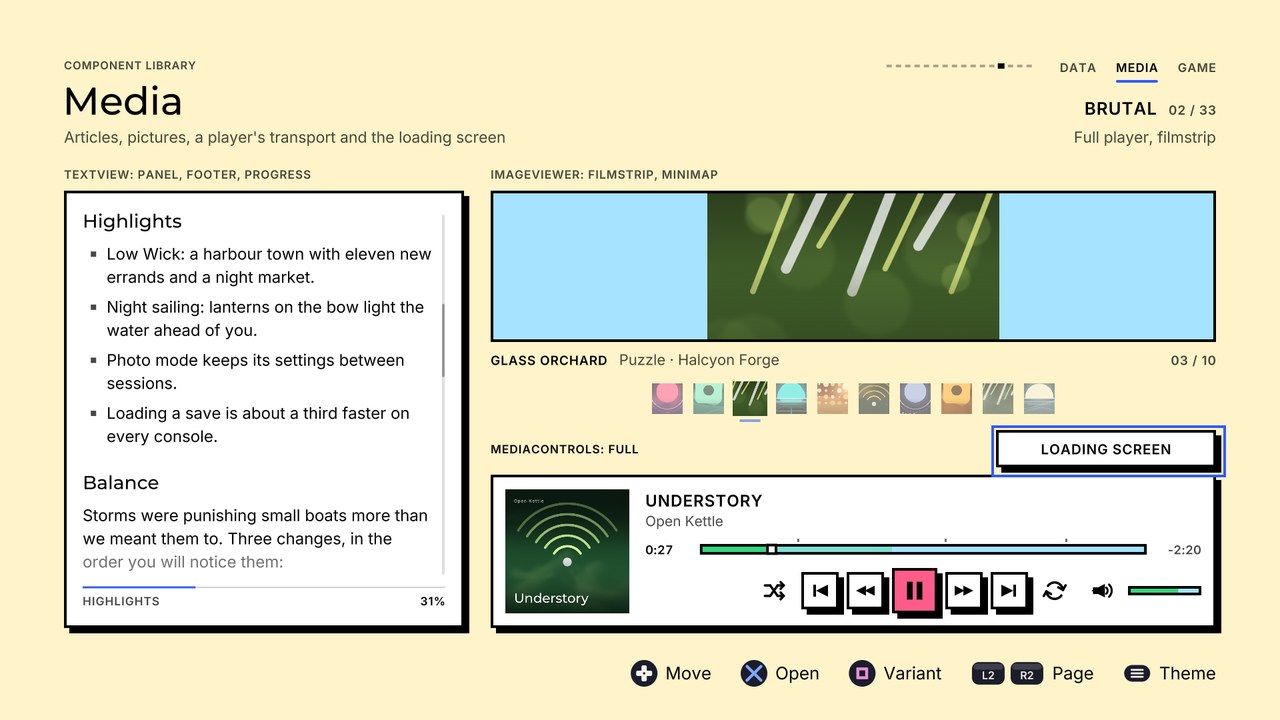 COMPONENT LIBRARY
Media
Articles, pictures, a player's transport and the loading screen
DATA MEDIA GAME
BRUTAL 02 / 33
Full player, filmstrip
TEXTVIEW: PANEL, FOOTER, PROGRESS
Highlights
Low Wick: a harbour town with eleven new
errands and a night market.
Night sailing: lanterns on the bow light the
water ahead of you.
Photo mode keeps its settings between
sessions.
Loading a save is about a third faster on
every console.
Balance
Storms were punishing small boats more than
we meant them to. Three changes, in the
order you will notice them:
HIGHLIGHTS 31%
IMAGEVIEWER: FILMSTRIP, MINIMAP
GLASS ORCHARD Puzzle · Halcyon Forge 03 / 10
MEDIACONTROLS: FULL
LOADING SCREEN
Open Kettle
Understory
UNDERSTORY
Open Kettle
0:27 -2:20
Move Open Variant L2 R2 Page Theme